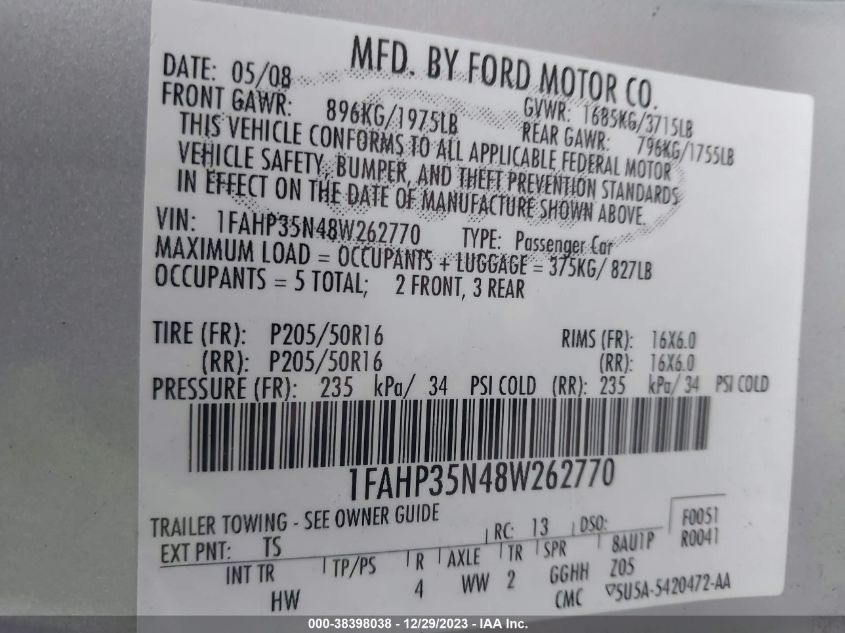 MFD. BY FORD MOTOR CO.
DATE: 05/08 GVWR: 1685KG/3715LB
FRONT GAWR: 896KG/1975LB REAR GAWR: 796KG/1755LB
THIS VEHICLE CONFORMS TO ALL APPLICABLE FEDERAL MOTOR
VEHICLE SAFETY, BUMPER, AND THEFT PREVENTION STANDARDS
IN EFFECT ON THE DATE OF MANUFACTURE SHOWN ABOVE.
VIN: 1FAHP35N48W262770 TYPE: Passenger Car
MAXIMUM LOAD = OCCUPANTS + LUGGAGE = 375KG/ 827LB
OCCUPANTS = 5 TOTAL; 2 FRONT, 3 REAR
TIRE (FR): P205/50R16 RIMS (FR): 16X6.0
(RR): P205/50R16 (RR): 16X6.0
PRESSURE (FR): 235 kPa/ 34 PSI COLD (RR): 235 kPa/ 34 PSI COLD
1FAHP35N48W262770
TRAILER TOWING - SEE OWNER GUIDE
EXT PNT: TS RC: 13 DSO: F0051
R0041
INT TR TP/PS R AXLE TR SPR 8AU1P
HW 4 WW 2 GGHH Z05
CMC ▽5U5A-5420472-AA
000-38398038 - 12/29/2023 - IAA Inc.